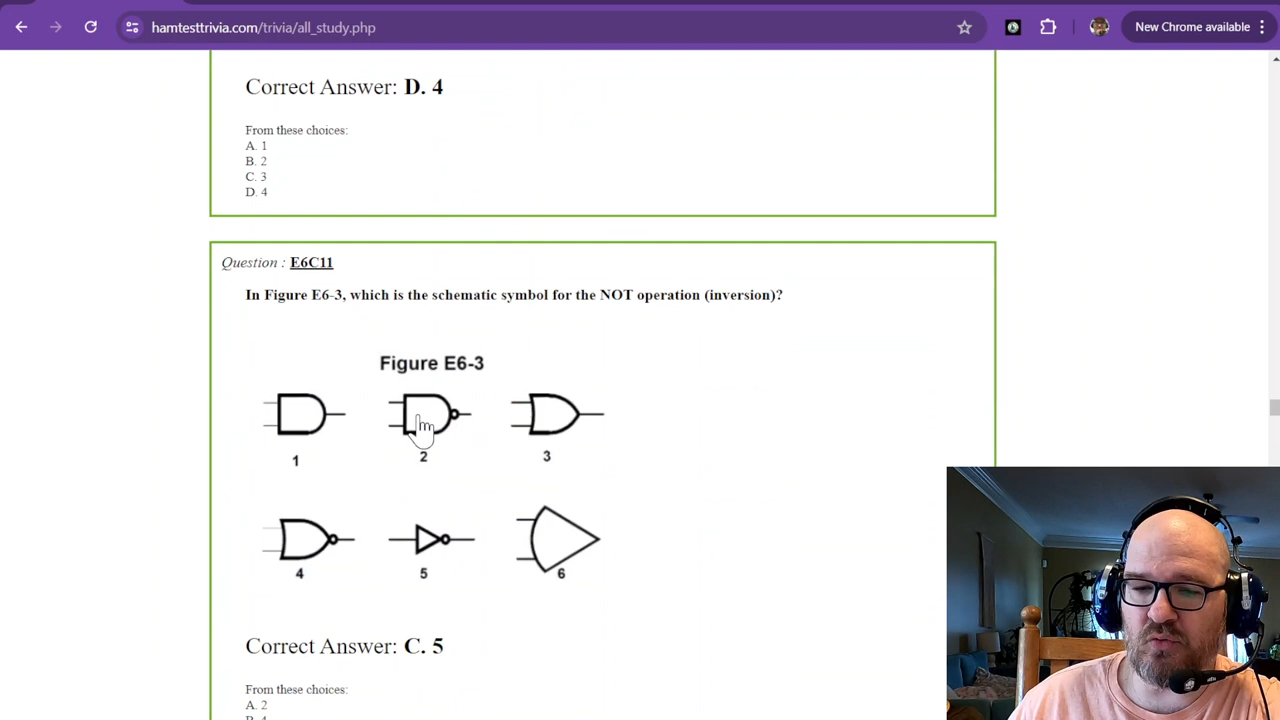 hamtesttrivia.com/trivia/all_study.php
New Chrome available
Correct Answer: D. 4
From these choices:
A. 1
B. 2
C. 3
D. 4
Question : E6C11
In Figure E6-3, which is the schematic symbol for the NOT operation (inversion)?
Figure E6-3
1
2
3
4
5
6
Correct Answer: C. 5
From these choices:
A. 2